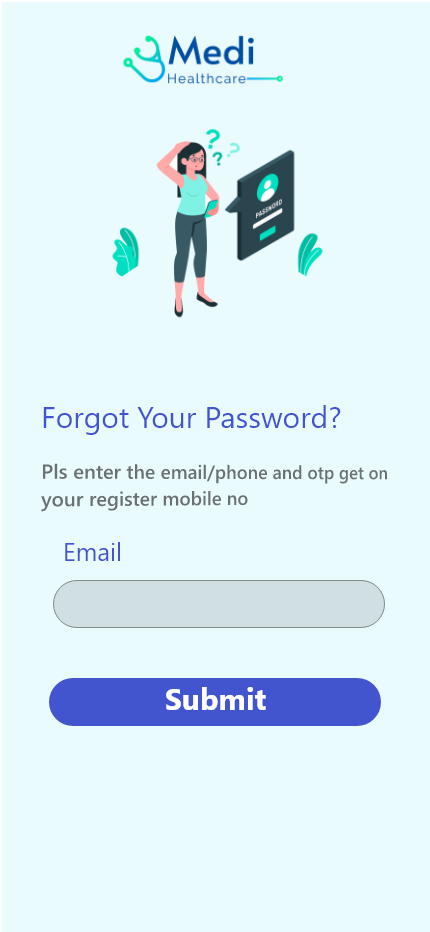 Medi
Healthcare
? ? ?
PASSWORD
Forgot Your Password?
Pls enter the email/phone and otp get on
your register mobile no
Email
Submit